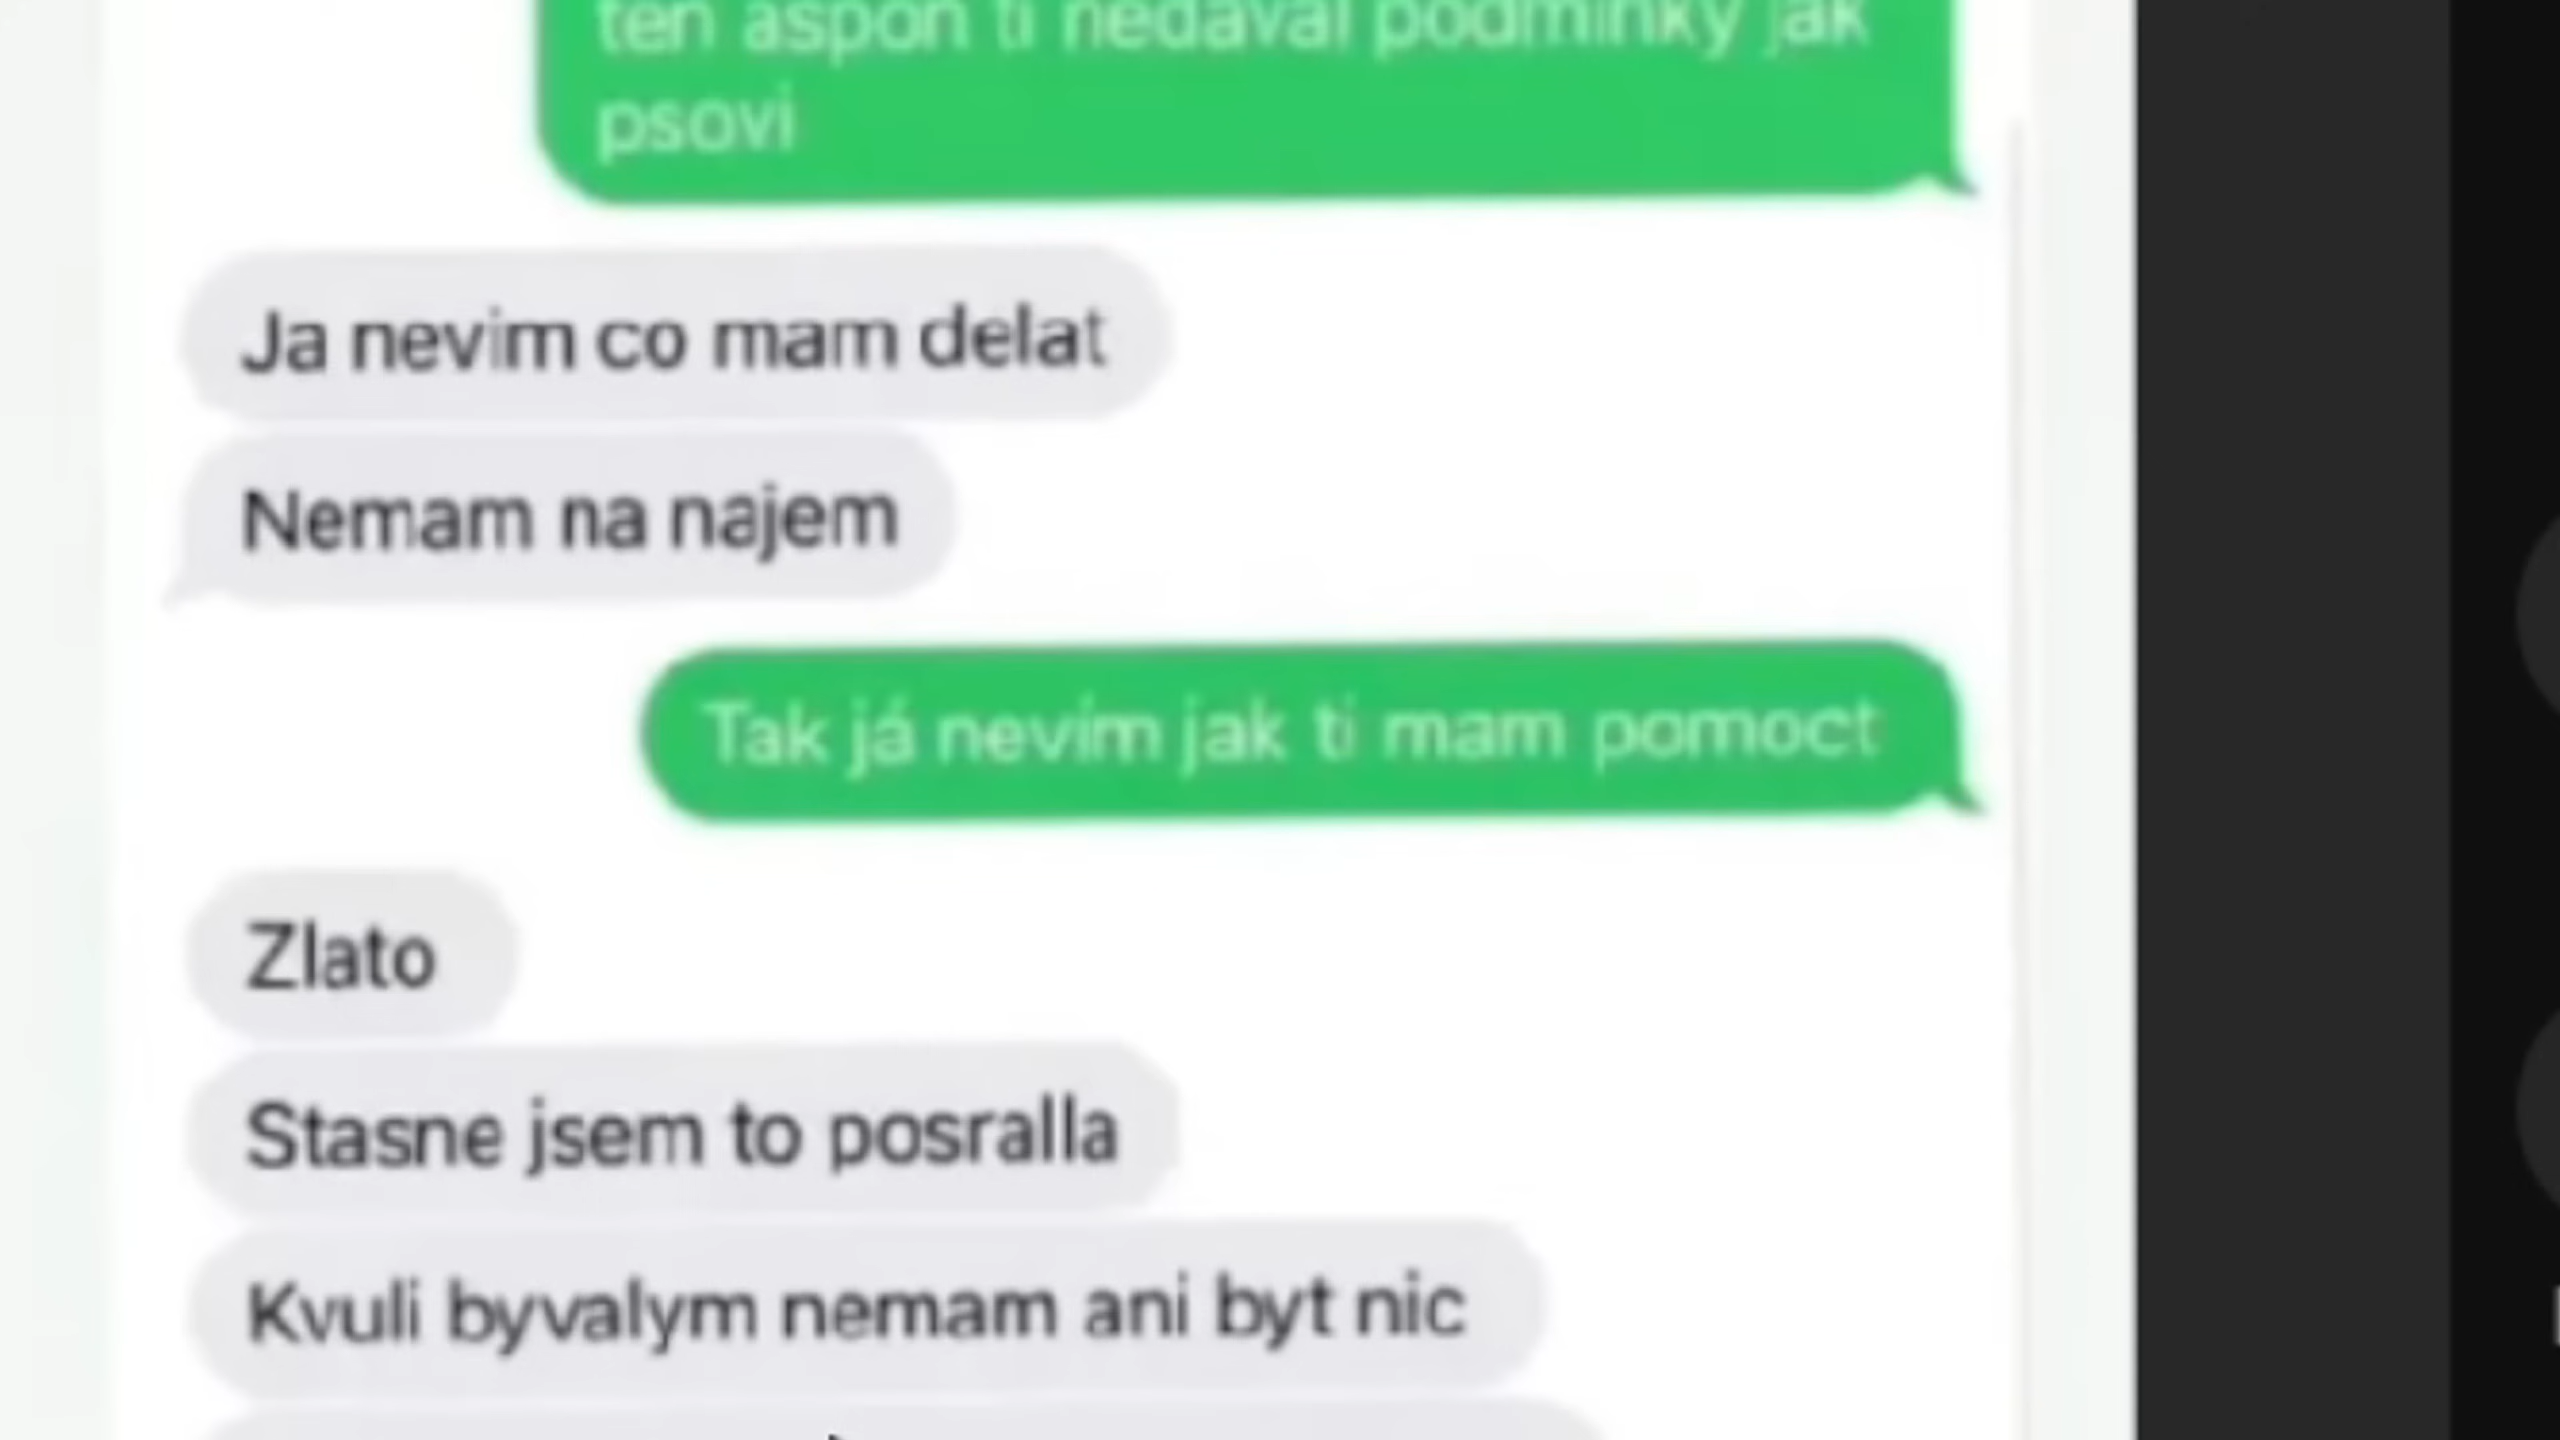 ten aspoň ti nedával podmínky jak
psovi
Ja nevim co mam delat
Nemam na najem
Tak já nevím jak ti mam pomoct
Zlato
Stasne jsem to posralla
Kvuli byvalym nemam ani byt nic